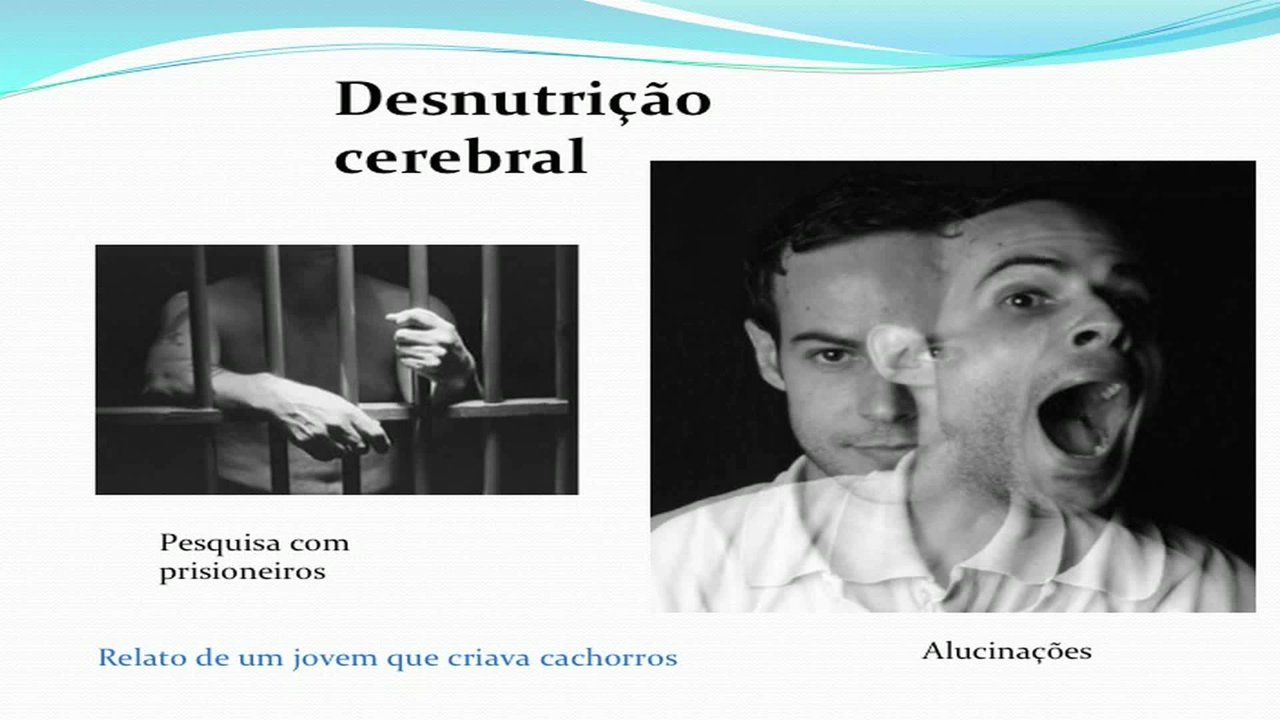 Desnutrição
cerebral
Pesquisa com
prisioneiros
Relato de um jovem que criava cachorros
Alucinações